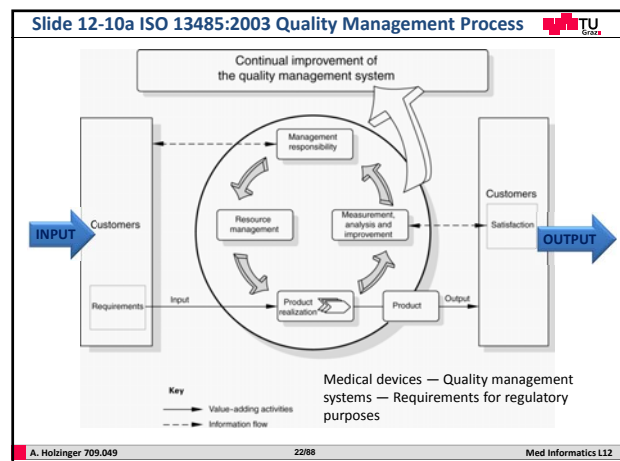 Slide 12-10a ISO 13485:2003 Quality Management Process
TU
Graz
Continual improvement of
the quality management system
Management
responsibility
Customers
Resource
management
Measurement,
analysis and
improvement
Customers
Satisfaction
INPUT
OUTPUT
Requirements
Input
Product
realization
Product
Output
Key
Value-adding activities
Information flow
Medical devices — Quality management
systems — Requirements for regulatory
purposes
A. Holzinger 709.049
22/88
Med Informatics L12